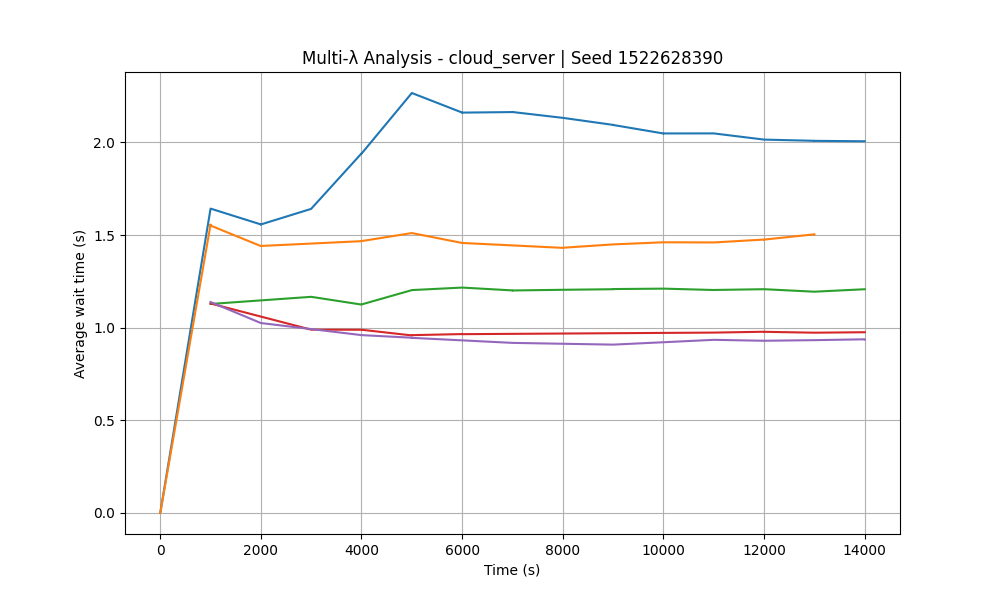 Multi-λ Analysis - cloud_server | Seed 1522628390
Average wait time (s)
2.0
1.5
1.0
0.5
0.0
0 2000 4000 6000 8000 10000 12000 14000
Time (s)